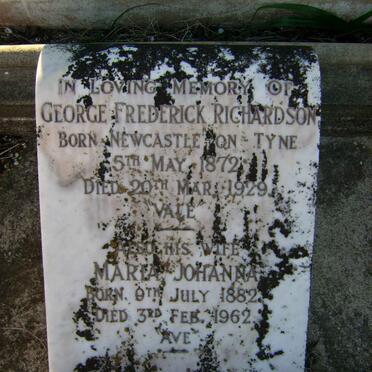 IN LOVING MEMORY OF
GEORGE FREDERICK RICHARDSON
BORN NEWCASTLE ON TYNE
5TH MAY 1872
DIED 20TH MAR. 1929
VALE
AND HIS WIFE
MARIA JOHANNA
BORN 9TH JULY 1882
DIED 3RD FEB. 1962
AVE